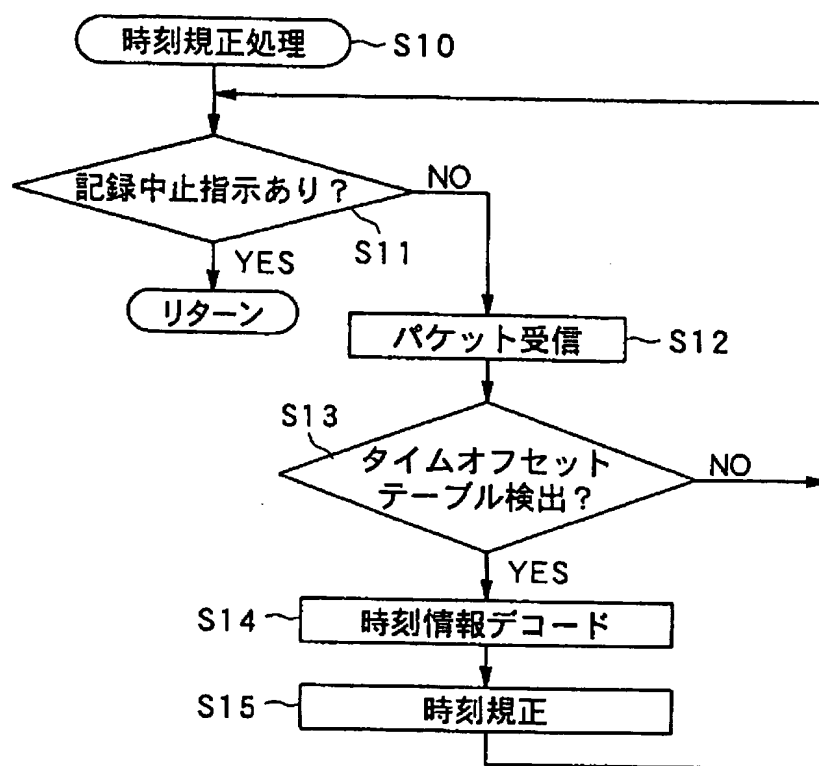 時刻規正処理
S10
記録中止指示あり？
NO
S11
YES
リターン
パケット受信
S12
S13
タイムオフセット
テーブル検出？
NO
YES
S14
時刻情報デコード
S15
時刻規正